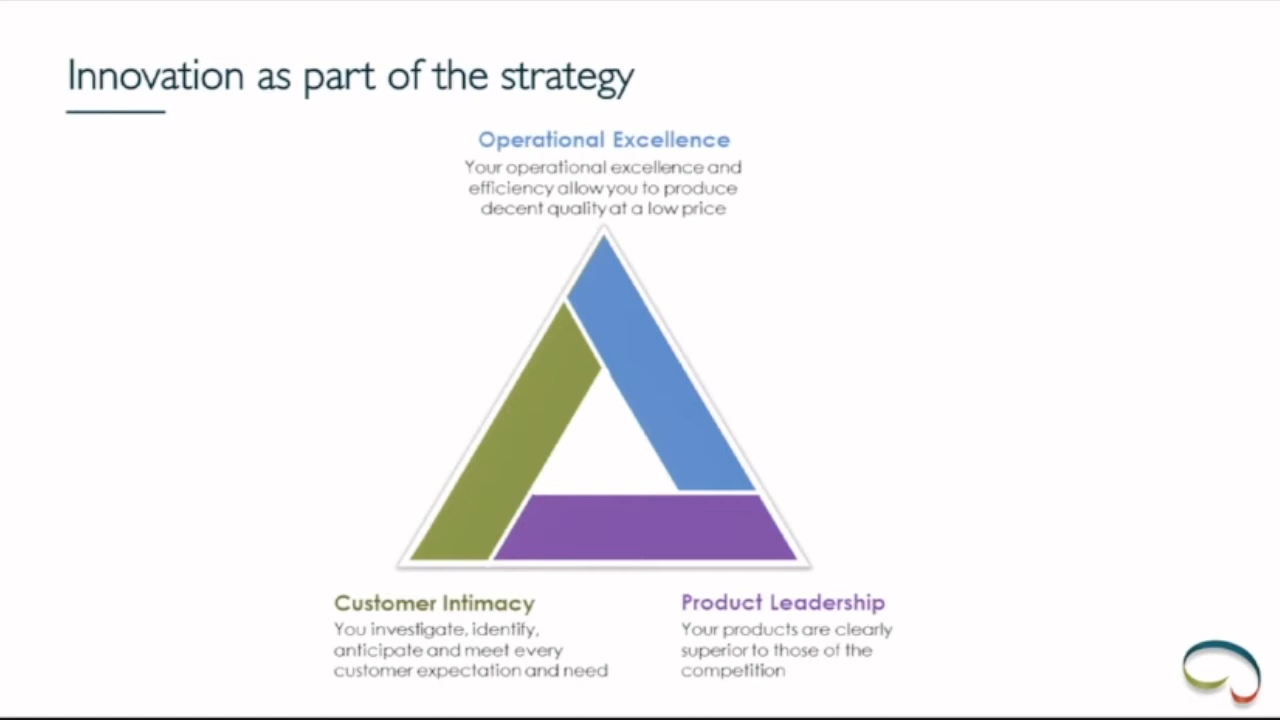 Innovation as part of the strategy
Operational Excellence
Your operational excellence and
efficiency allow you to produce
decent quality at a low price
Customer Intimacy
You investigate, identify,
anticipate and meet every
customer expectation and need
Product Leadership
Your products are clearly
superior to those of the
competition